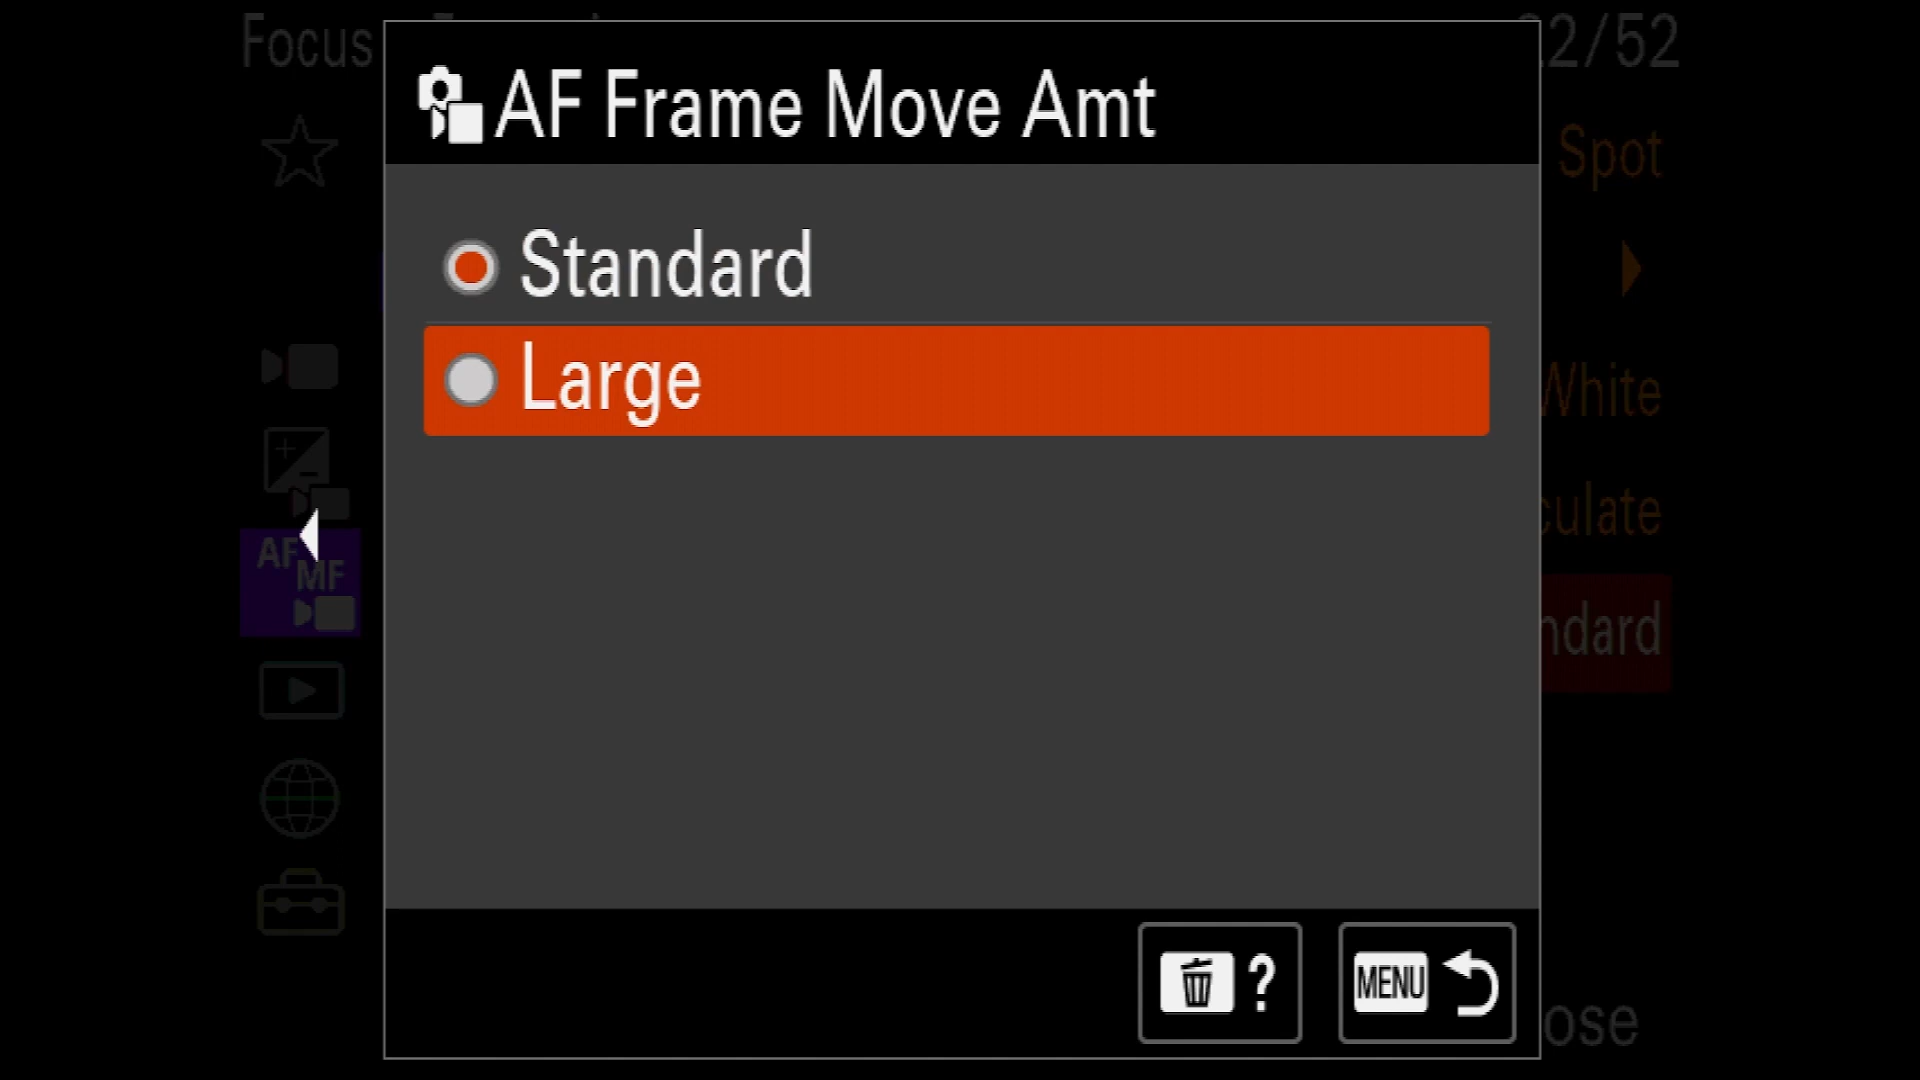 Focus
2/52
AF Frame Move Amt
Spot
Standard
Large
White
culate
AF
MF
ndard
?
MENU
ose